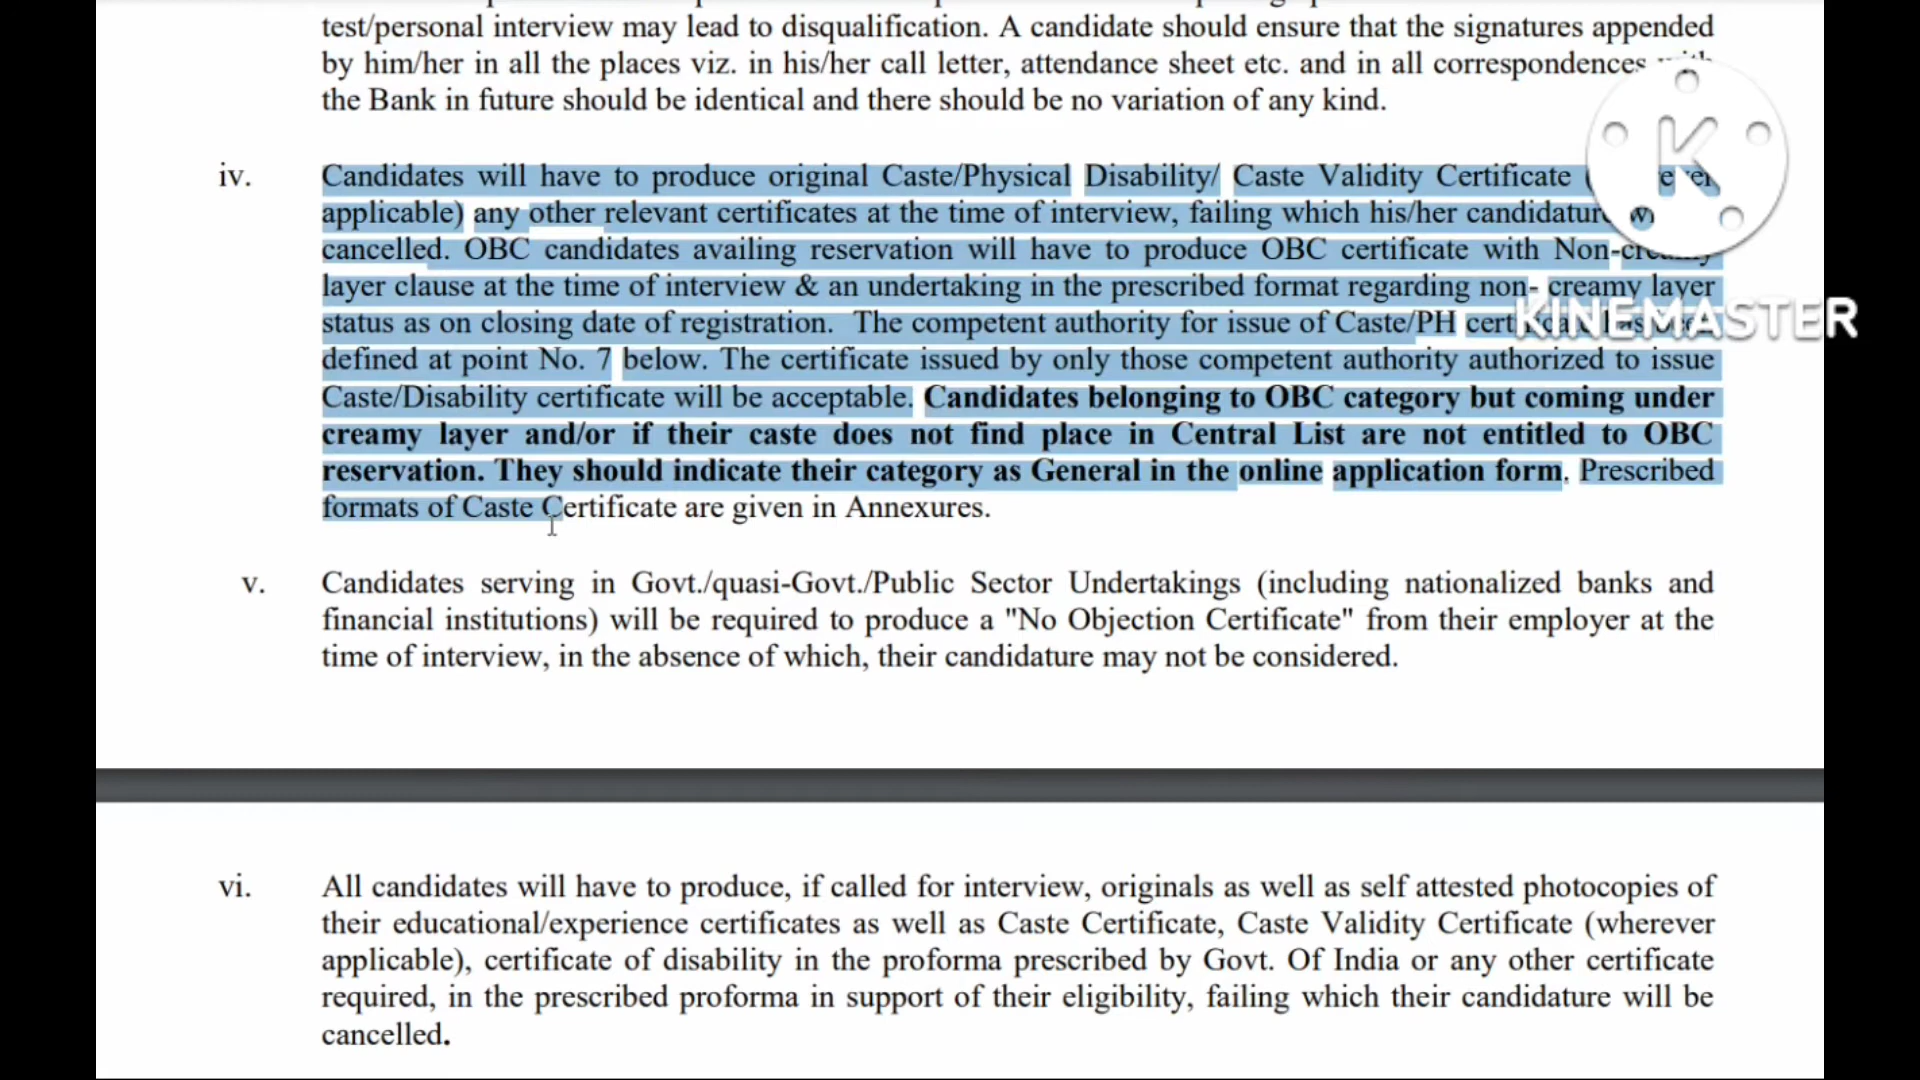 test/personal interview may lead to disqualification. A candidate should ensure that the signatures appended
by him/her in all the places viz. in his/her call letter, attendance sheet etc. and in all correspondences with
the Bank in future should be identical and there should be no variation of any kind.
iv. Candidates will have to produce original Caste/Physical Disability/ Caste Validity Certificate
applicable) any other relevant certificates at the time of interview, failing which his/her candidature
cancelled. OBC candidates availing reservation will have to produce OBC certificate with Non-creamy
layer clause at the time of interview & an undertaking in the prescribed format regarding non- creamy layer
status as on closing date of registration. The competent authority for issue of Caste/PH
defined at point No. 7 below. The certificate issued by only those competent authority authorized to issue
Caste/Disability certificate will be acceptable. Candidates belonging to OBC category but coming under
creamy layer and/or if their caste does not find place in Central List are not entitled to OBC
reservation. They should indicate their category as General in the online application form. Prescribed
formats of Caste Certificate are given in Annexures.
v. Candidates serving in Govt./quasi-Govt./Public Sector Undertakings (including nationalized banks and
financial institutions) will be required to produce a "No Objection Certificate" from their employer at the
time of interview, in the absence of which, their candidature may not be considered.
vi. All candidates will have to produce, if called for interview, originals as well as self attested photocopies of
their educational/experience certificates as well as Caste Certificate, Caste Validity Certificate (wherever
applicable), certificate of disability in the proforma prescribed by Govt. Of India or any other certificate
required, in the prescribed proforma in support of their eligibility, failing which their candidature will be
cancelled.
K
KINEMASTER